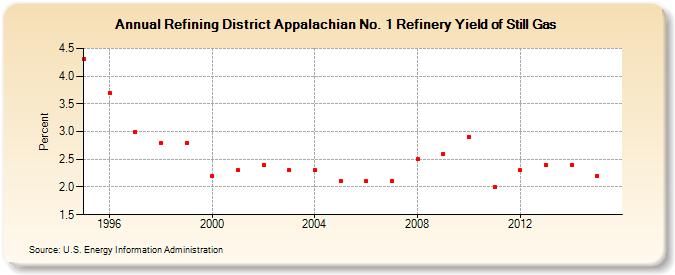 Annual Refining District Appalachian No. 1 Refinery Yield of Still Gas
Percent
4.5
4.0
3.5
3.0
2.5
2.0
1.5
1996 2000 2004 2008 2012
Source: U.S. Energy Information Administration